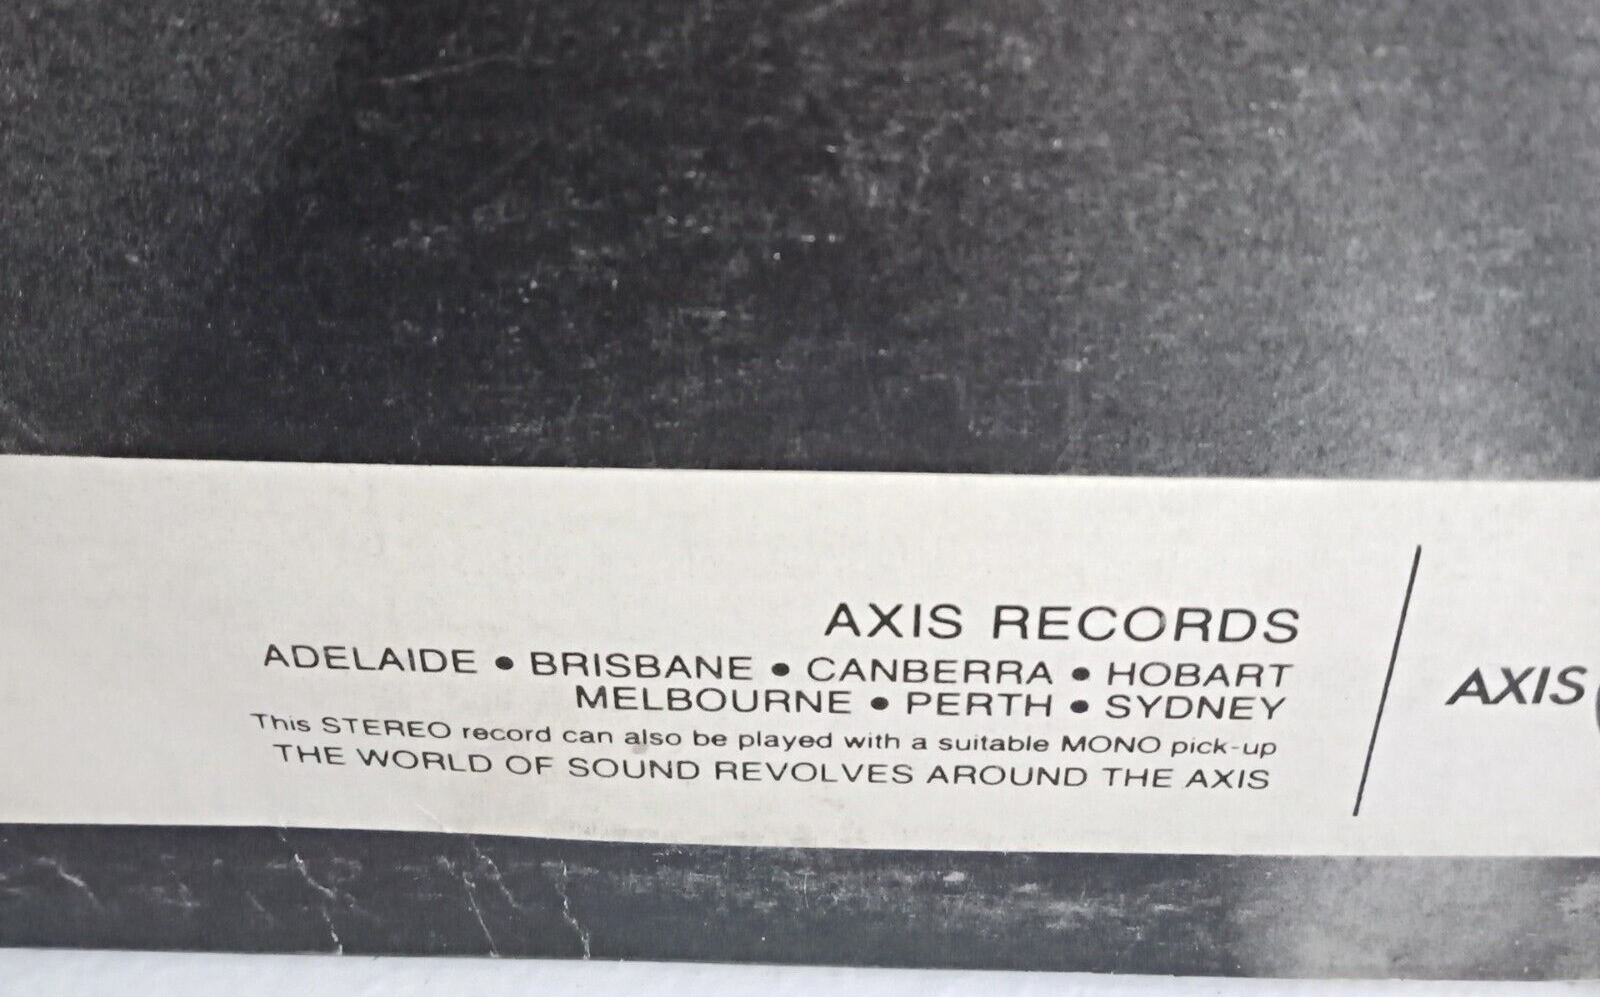 AXIS RECORDS
ADELAIDE • BRISBANE • CANBERRA • HOBART
MELBOURNE • PERTH • SYDNEY
This STEREO record can also be played with a suitable MONO pick-up
THE WORLD OF SOUND REVOLVES AROUND THE AXIS
AXIS